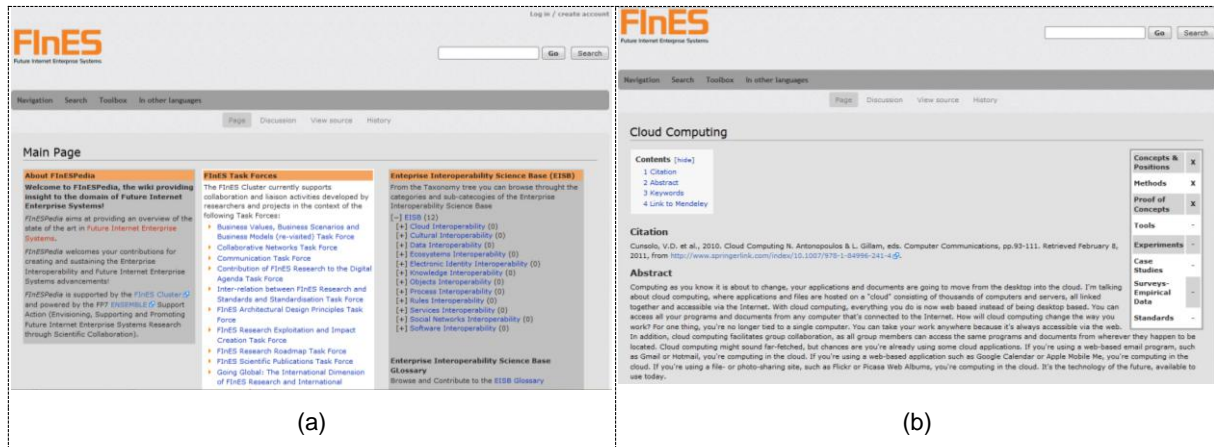 Log in / create account
FInES
Future Internet Enterprise Systems
Go Search
Navigation Search Toolbox In other languages
Page Discussion View source History
Main Page
About FInESPedia
Welcome to FInESPedia, the wiki providing
insight to the domain of Future Internet
Enterprise Systems!
FInESPedia aims at providing an overview of the
state of the art in Future Internet Enterprise
Systems.
FInESPedia welcomes your contributions for
creating and sustaining the Enterprise
Interoperability and Future Internet Enterprise
Systems advancements!
FInESPedia is supported by the FInES Cluster
and powered by the FP7 ENSEMBLE Support
Action (Envisioning, Supporting and Promoting
Future Internet Enterprise Systems Research
through Scientific Collaboration).
FInES Task Forces
The FInES Cluster currently supports
collaboration and liaison activities developed by
researchers and projects in the context of the
following Task Forces:
Business Values, Business Scenarios and
Business Models (re-visited) Task Force
Collaborative Networks Task Force
Communication Task Force
Contribution of FInES Research to the Digital
Agenda Task Force
Inter-relation between FInES Research and
Standards and Standardisation Task Force
FInES Architectural Design Principles Task
Force
FInES Research Exploitation and Impact
Creation Task Force
FInES Research Roadmap Task Force
FInES Scientific Publications Task Force
Going Global: The International Dimension
of FInES Research and International
Enterprise Interoperability Science Base (EISB)
From the Taxonomy tree you can browse throught the
categories and sub-catecogies of the Enterprise
Interoperability Science Base
[−] EISB (12)
[+] Cloud Interoperability (0)
[+] Cultural Interoperability (0)
[+] Data Interoperability (0)
[+] Ecosystems Interoperability (0)
[+] Electronic Identity Interoperability (0)
[+] Knowledge Interoperability (0)
[+] Objects Interoperability (0)
[+] Process Interoperability (0)
[+] Rules Interoperability (0)
[+] Services Interoperability (0)
[+] Social Networks Interoperability (0)
[+] Software Interoperability (0)
Enterprise Interoperability Science Base
GLossary
Browse and Contribute to the EISB Glossary
(a)
FInES
Future Internet Enterprise Systems
Go Search
Navigation Search Toolbox In other languages
Page Discussion View source History
Cloud Computing
Contents [hide]
1 Citation
2 Abstract
3 Keywords
4 Link to Mendeley
Concepts & Positions X
Methods X
Proof of Concepts X
Tools -
Experiments -
Case Studies -
Surveys-Empirical Data -
Standards -
Citation
Cunsolo, V.D. et al., 2010. Cloud Computing N. Antonopoulos & L. Gillam, eds. Computer Communications, pp.93-111. Retrieved February 8,
2011, from http://www.springerlink.com/index/10.1007/978-1-84996-241-4.
Abstract
Computing as you know it is about to change, your applications and documents are going to move from the desktop into the cloud. I'm talking
about cloud computing, where applications and files are hosted on a "cloud" consisting of thousands of computers and servers, all linked
together and accessible via the Internet. With cloud computing, everything you do is now web based instead of being desktop based. You can
access all your programs and documents from any computer that's connected to the Internet. How will cloud computing change the way you
work? For one thing, you're no longer tied to a single computer. You can take your work anywhere because it's always accessible via the web.
In addition, cloud computing facilitates group collaboration, as all group members can access the same programs and documents from wherever they happen to be
located. Cloud computing might sound far-fetched, but chances are you're already using some cloud applications. If you're using a web-based email program, such
as Gmail or Hotmail, you're computing in the cloud. If you're using a web-based application such as Google Calendar or Apple Mobile Me, you're computing in the
cloud. If you're using a file- or photo-sharing site, such as Flickr or Picasa Web Albums, you're computing in the cloud. It's the technology of the future, available to
use today.
(b)